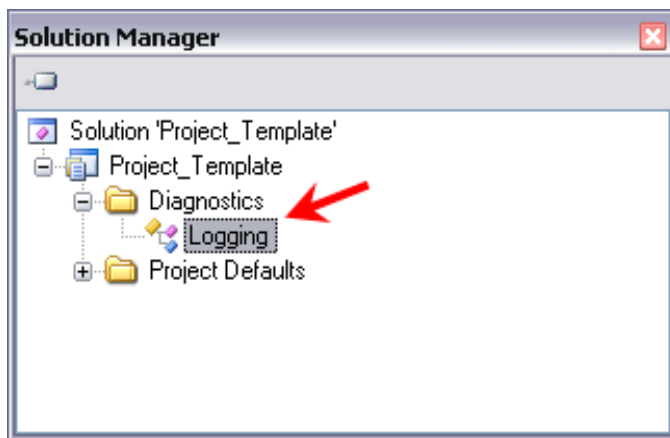 Solution Manager
Solution 'Project_Template'
Project_Template
Diagnostics
Logging
Project Defaults